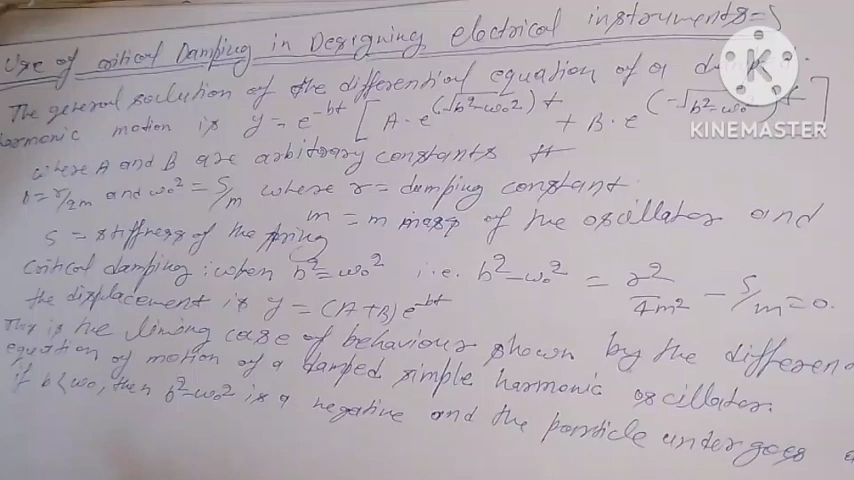 Use of critical Damping in Designing electrical instruments:-
The general solution of the differential equation of a
harmonic motion is y = e^-bt [A. e^(√b²-ω₀²)t + B. e^(-√b²-ω₀²)t]
where A and B are arbitrary constants
b = r/2m and ω₀² = S/m where r = damping constant
m = m mass of the oscillator and
S = stiffness of the
critical damping: when b² = ω₀² i.e. b² - ω₀² = r²/4m² - S/m = 0.
the displacement is y = (A+B) e^-bt
This is the case of behaviour shown by the
equation of motion of a damped simple harmonic oscillator.
if b < ω₀, then b² - ω₀² is a negative and the particle undergoes
KINEMASTER